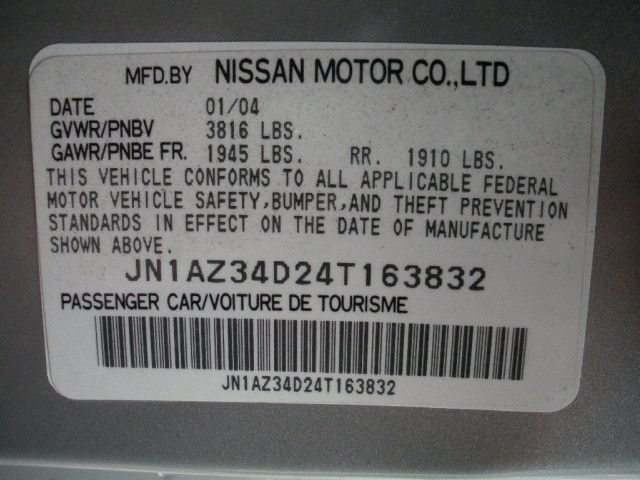 MFD.BY NISSAN MOTOR CO.,LTD
DATE 01/04
GVWR/PNBV 3816 LBS.
GAWR/PNBE FR. 1945 LBS. RR. 1910 LBS.
THIS VEHICLE CONFORMS TO ALL APPLICABLE FEDERAL
MOTOR VEHICLE SAFETY,BUMPER,AND THEFT PREVENTION
STANDARDS IN EFFECT ON THE DATE OF MANUFACTURE
SHOWN ABOVE.
JN1AZ34D24T163832
PASSENGER CAR/VOITURE DE TOURISME
JN1AZ34D24T163832